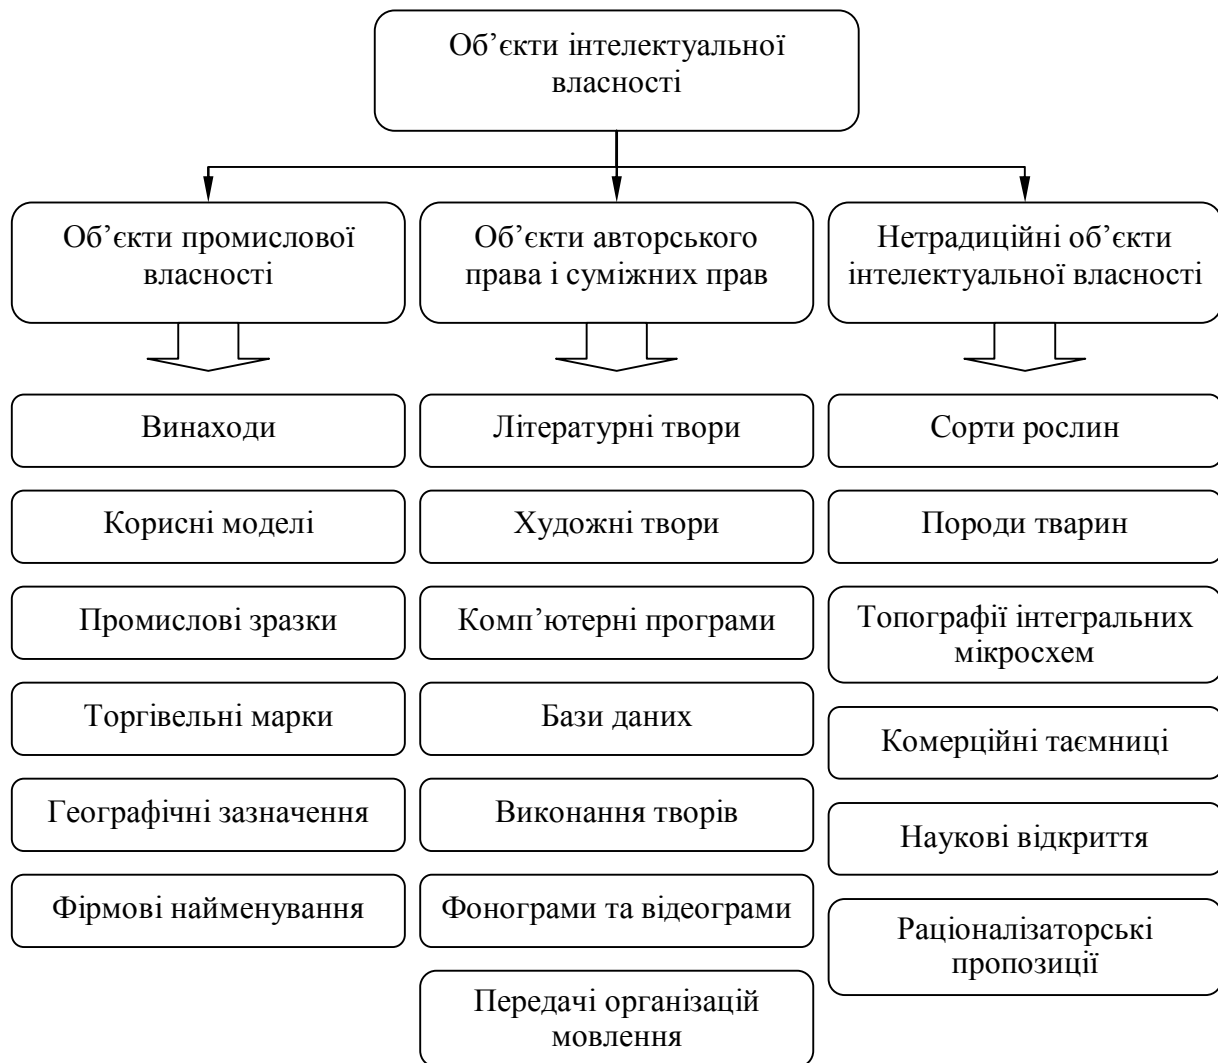 Об’єкти інтелектуальної
власності
Об’єкти промислової
власності
Об’єкти авторського
права і суміжних прав
Нетрадиційні об’єкти
інтелектуальної власності
Винаходи
Корисні моделі
Промислові зразки
Торгівельні марки
Географічні зазначення
Фірмові найменування
Літературні твори
Художні твори
Комп’ютерні програми
Бази даних
Виконання творів
Фонограми та відеограми
Передачі організацій
мовлення
Сорти рослин
Породи тварин
Топографії інтегральних
мікросхем
Комерційні таємниці
Наукові відкриття
Раціоналізаторські
пропозиції